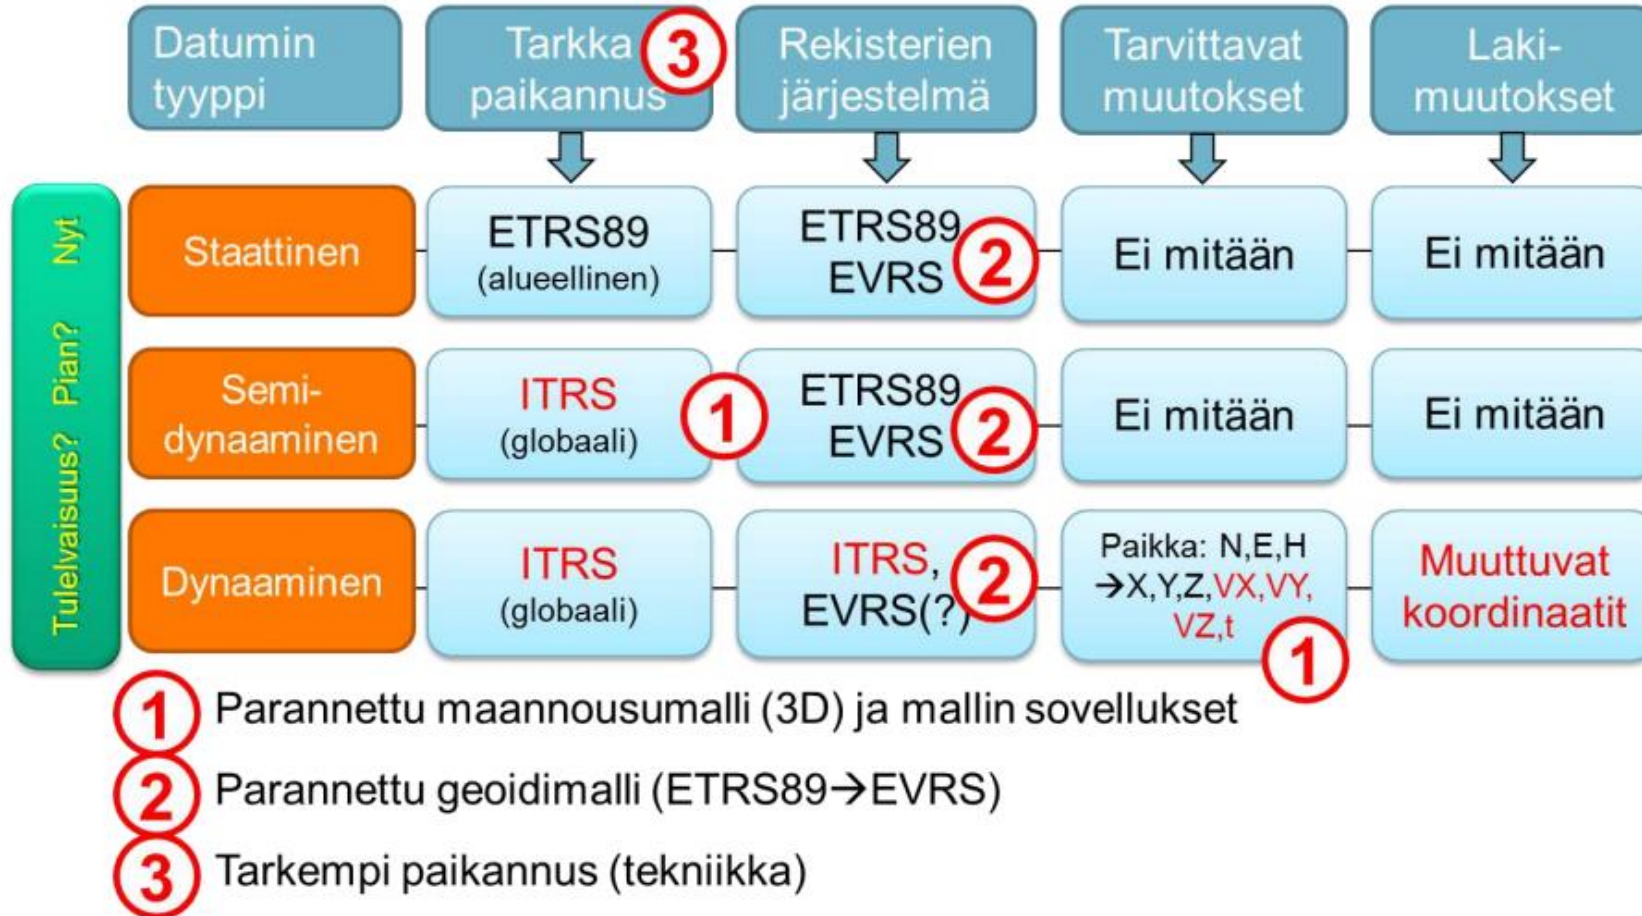 Datumin
tyyppi
Tarkka
paikannus
3
Rekisterien
järjestelmä
Tarvittavat
muutokset
Laki-
muutokset
Tulelvaisuus? Pian? Nyt
Staattinen
ETRS89
(alueellinen)
ETRS89,
EVRS
2
Ei mitään
Ei mitään
Semi-
dynaaminen
ITRS
(globaali)
1
ETRS89,
EVRS
2
Ei mitään
Ei mitään
Dynaaminen
ITRS
(globaali)
ITRS,
EVRS(?)
2
Paikka: N,E,H
→X,Y,Z,VX,VY,
VZ,t
1
Muuttuvat
koordinaatit
1 Parannettu maannousumalli (3D) ja mallin sovellukset
2 Parannettu geoidimalli (ETRS89→EVRS)
3 Tarkempi paikannus (tekniikka)